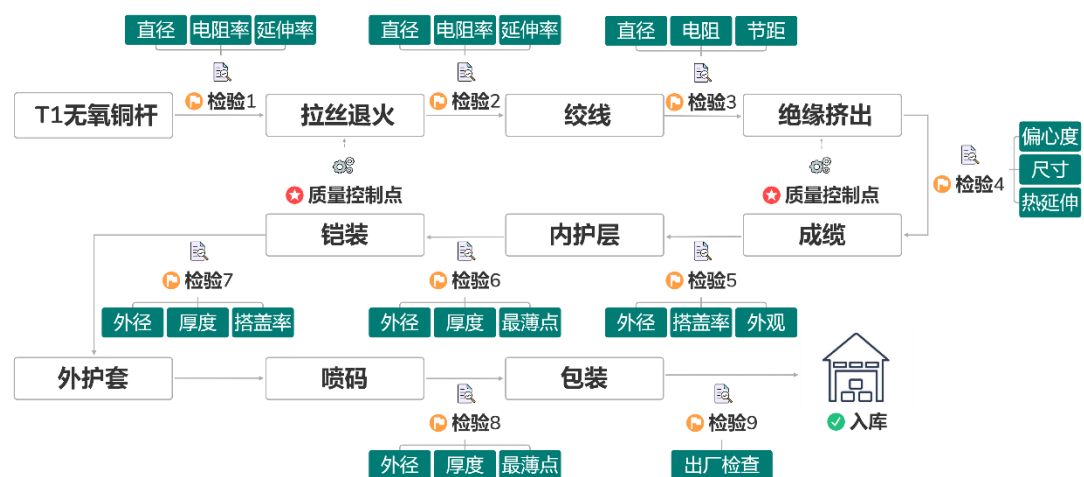 直径 电阻率 延伸率 直径 电阻率 延伸率 直径 电阻 节距
检验1 检验2 检验3
T1无氧铜杆 拉丝退火 绞线 绝缘挤出
偏心度
尺寸
热延伸
检验4
质量控制点 质量控制点
铠装 内护层 成缆
检验7 检验6 检验5
外径 厚度 搭盖率 外径 厚度 最薄点 外径 搭盖率 外观
外护套 喷码 包装
检验8 检验9 入库
外径 厚度 最薄点 出厂检查